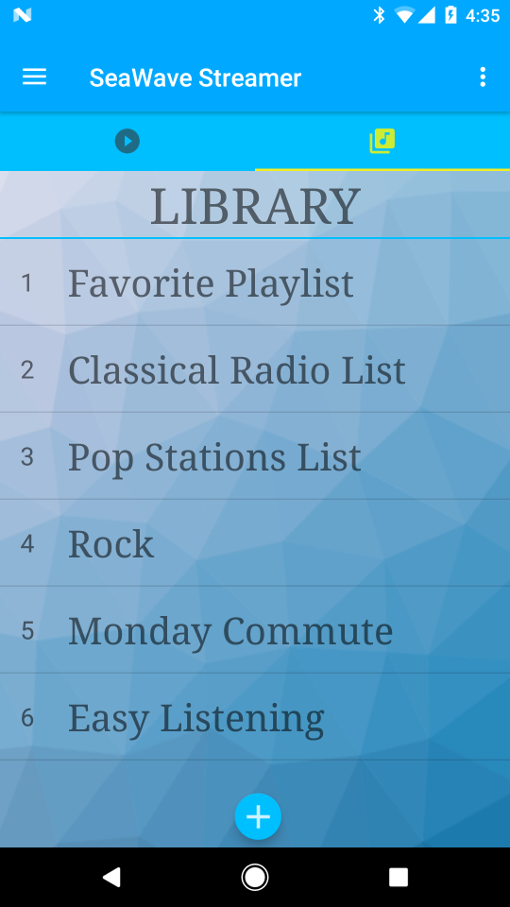 4:35
SeaWave Streamer
LIBRARY
1 Favorite Playlist
2 Classical Radio List
3 Pop Stations List
4 Rock
5 Monday Commute
6 Easy Listening